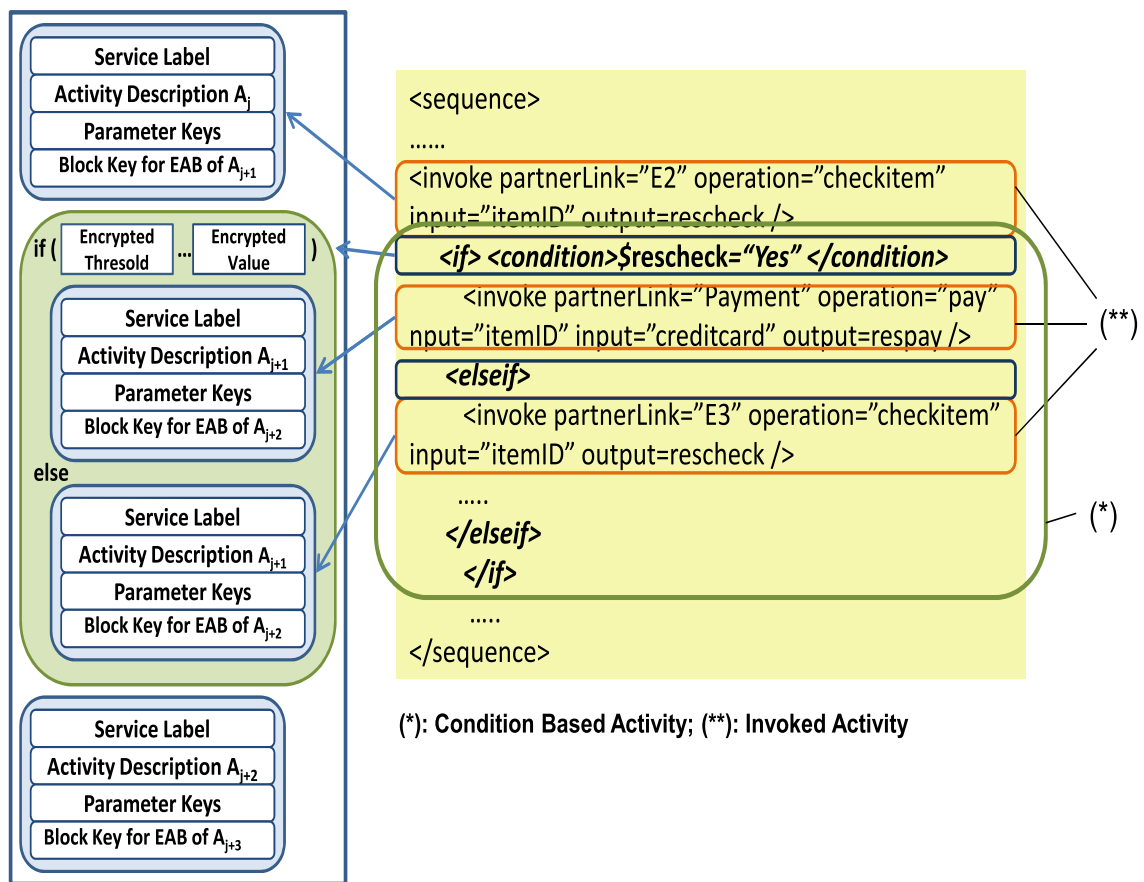 Service Label
Activity Description Aj
Parameter Keys
Block Key for EAB of Aj+1
if ( Encrypted Thresold ... Encrypted Value )
Service Label
Activity Description Aj+1
Parameter Keys
Block Key for EAB of Aj+2
else
Service Label
Activity Description Aj+1
Parameter Keys
Block Key for EAB of Aj+2
Service Label
Activity Description Aj+2
Parameter Keys
Block Key for EAB of Aj+3
<sequence>
......
<invoke partnerLink=”E2” operation=”checkitem”
input=”itemID” output=rescheck />
<if> <condition>$rescheck=“Yes” </condition>
<invoke partnerLink=”Payment” operation=”pay”
nput=”itemID” input=”creditcard” output=respay />
<elseif>
<invoke partnerLink=”E3” operation=”checkitem”
input=”itemID” output=rescheck />
.....
</elseif>
</if>
.....
</sequence>
(**)
(*)
(*): Condition Based Activity; (**): Invoked Activity